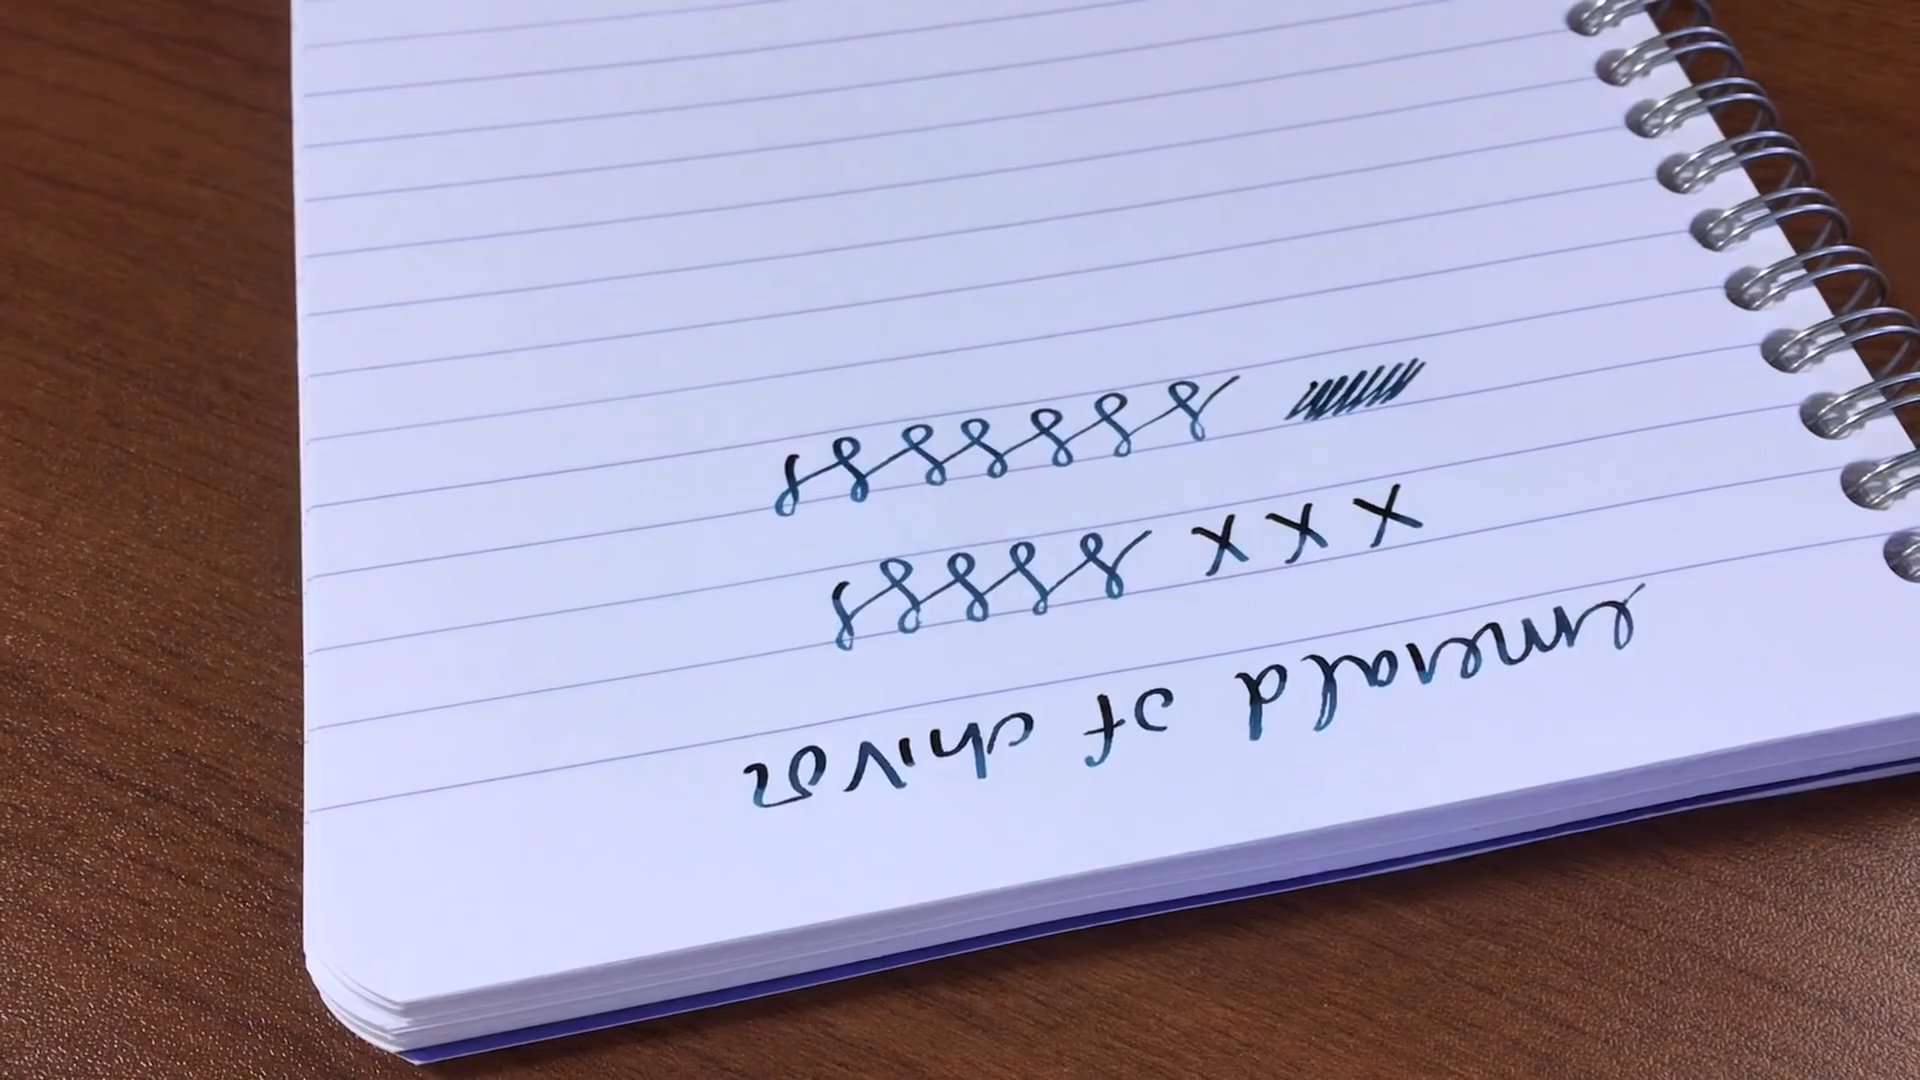 emerald of chivor
x x x